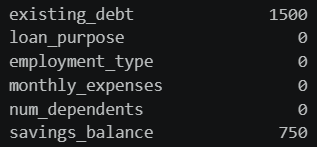 existing_debt 1500
loan_purpose 0
employment_type 0
monthly_expenses 0
num_dependents 0
savings_balance 750